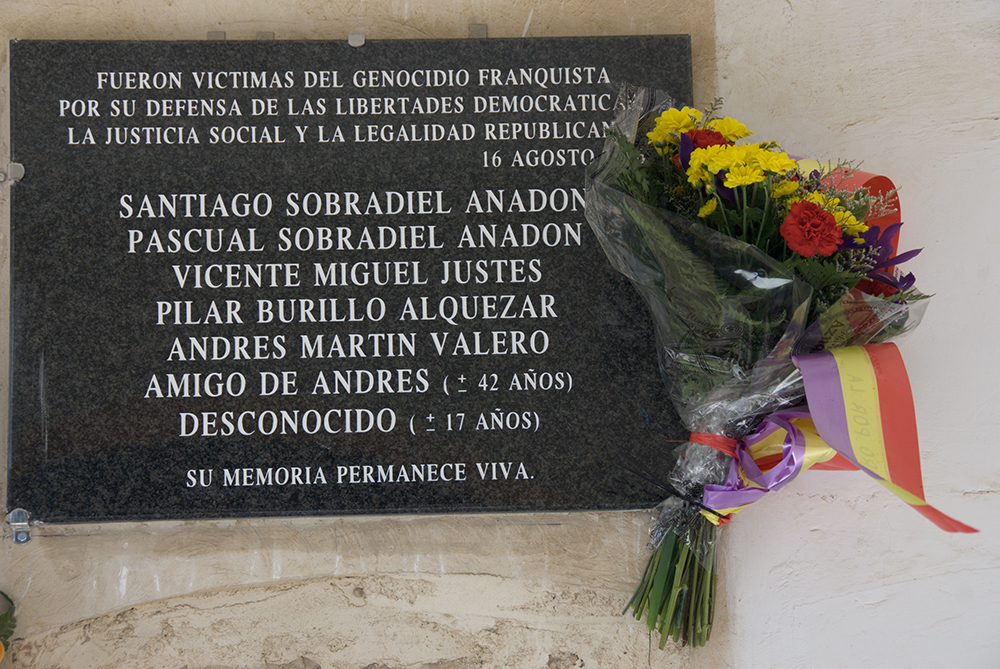 FUERON VICTIMAS DEL GENOCIDIO FRANQUISTA
POR SU DEFENSA DE LAS LIBERTADES
LA JUSTICIA SOCIAL Y LA LEGALIDAD
16 AGOSTO
SANTIAGO SOBRADIEL ANADON
PASCUAL SOBRADIEL ANADON
VICENTE MIGUEL JUSTES
PILAR BURILLO ALQUEZAR
ANDRES MARTIN VALERO
AMIGO DE ANDRES (± 42 AÑOS)
DESCONOCIDO (± 17 AÑOS)
SU MEMORIA PERMANECE VIVA.